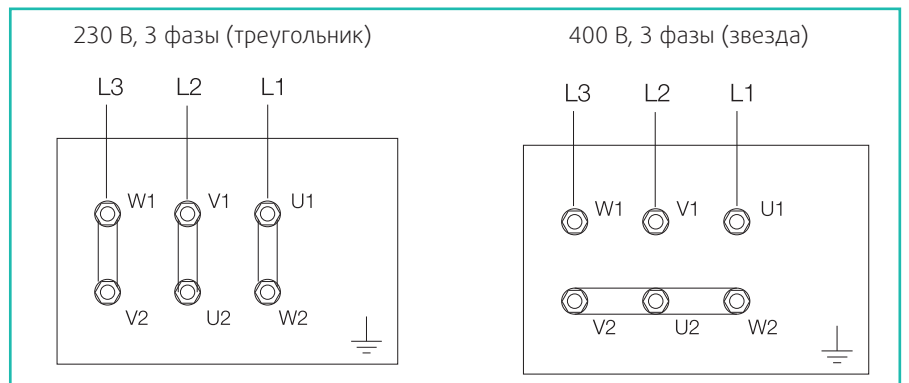 230 В, 3 фазы (треугольник)
L3 L2 L1
W1 V1 U1
V2 U2 W2
400 В, 3 фазы (звезда)
L3 L2 L1
W1 V1 U1
V2 U2 W2